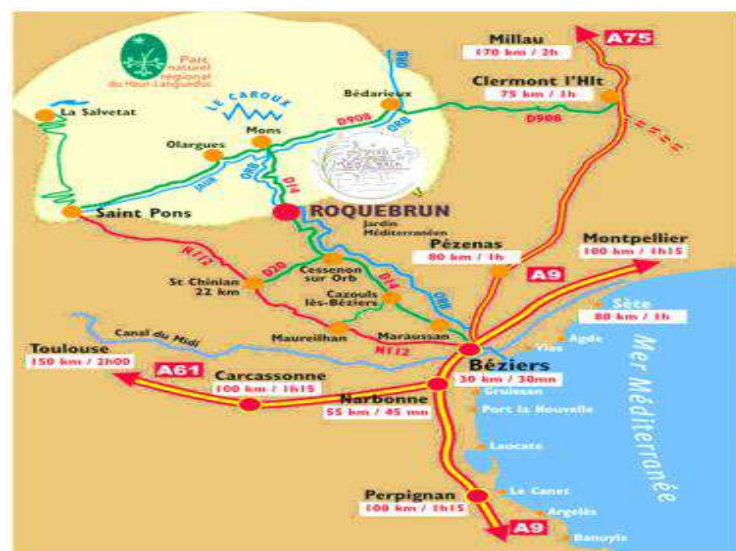 Millau
170 km / 2h
A75
Parc
naturel
régional
du Haut-Languedoc
ORB
Clermont l'Hlt
75 km / 1h
La Salvetat
LE CAROUX
Bédarieux
D908
ORB
D908
Mons
Olargues
JAUR
ORB
D14
Saint Pons
ROQUEBRUN
Jardin
Méditerranéen
Pézenas
80 km / 1h
Montpellier
100 km / 1h15
A9
N112
D20
Cessenon
sur Orb
St Chinian
22 km
D14
ORB
Cazouls
lès-Béziers
Sète
80 km / 1h
Canal du Midi
Maureilhan
Maraussan
Agde
Vias
Toulouse
150 km / 2h00
N112
Béziers
30 km / 30mn
A61
Carcassonne
100 km / 1h15
Narbonne
55 km / 45 mn
Gruissan
Port la Nouvelle
Mer Méditerranée
Leocate
Perpignan
100 km / 1h15
Le Canet
A9
Argelès
Banuyls